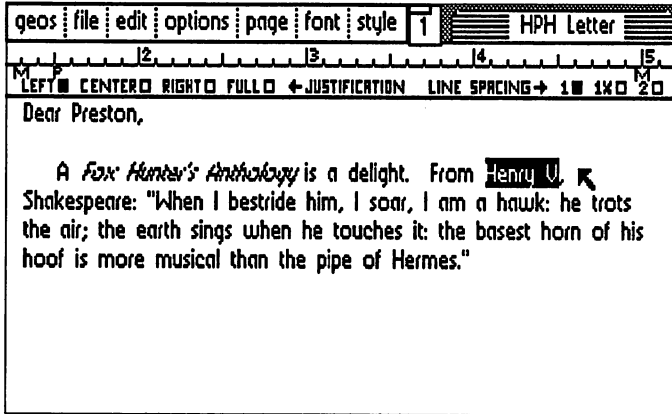 geos file edit options page font style 1 HPH Letter
2 3 4 5
M P M
LEFT CENTER RIGHT FULL ←JUSTIFICATION LINE SPACING→ 1 1½ 2
Dear Preston,
A Fox Hunter's Anthology is a delight. From Henry V,
Shakespeare: "When I bestride him, I soar, I am a hawk: he trots
the air; the earth sings when he touches it: the basest horn of his
hoof is more musical than the pipe of Hermes."